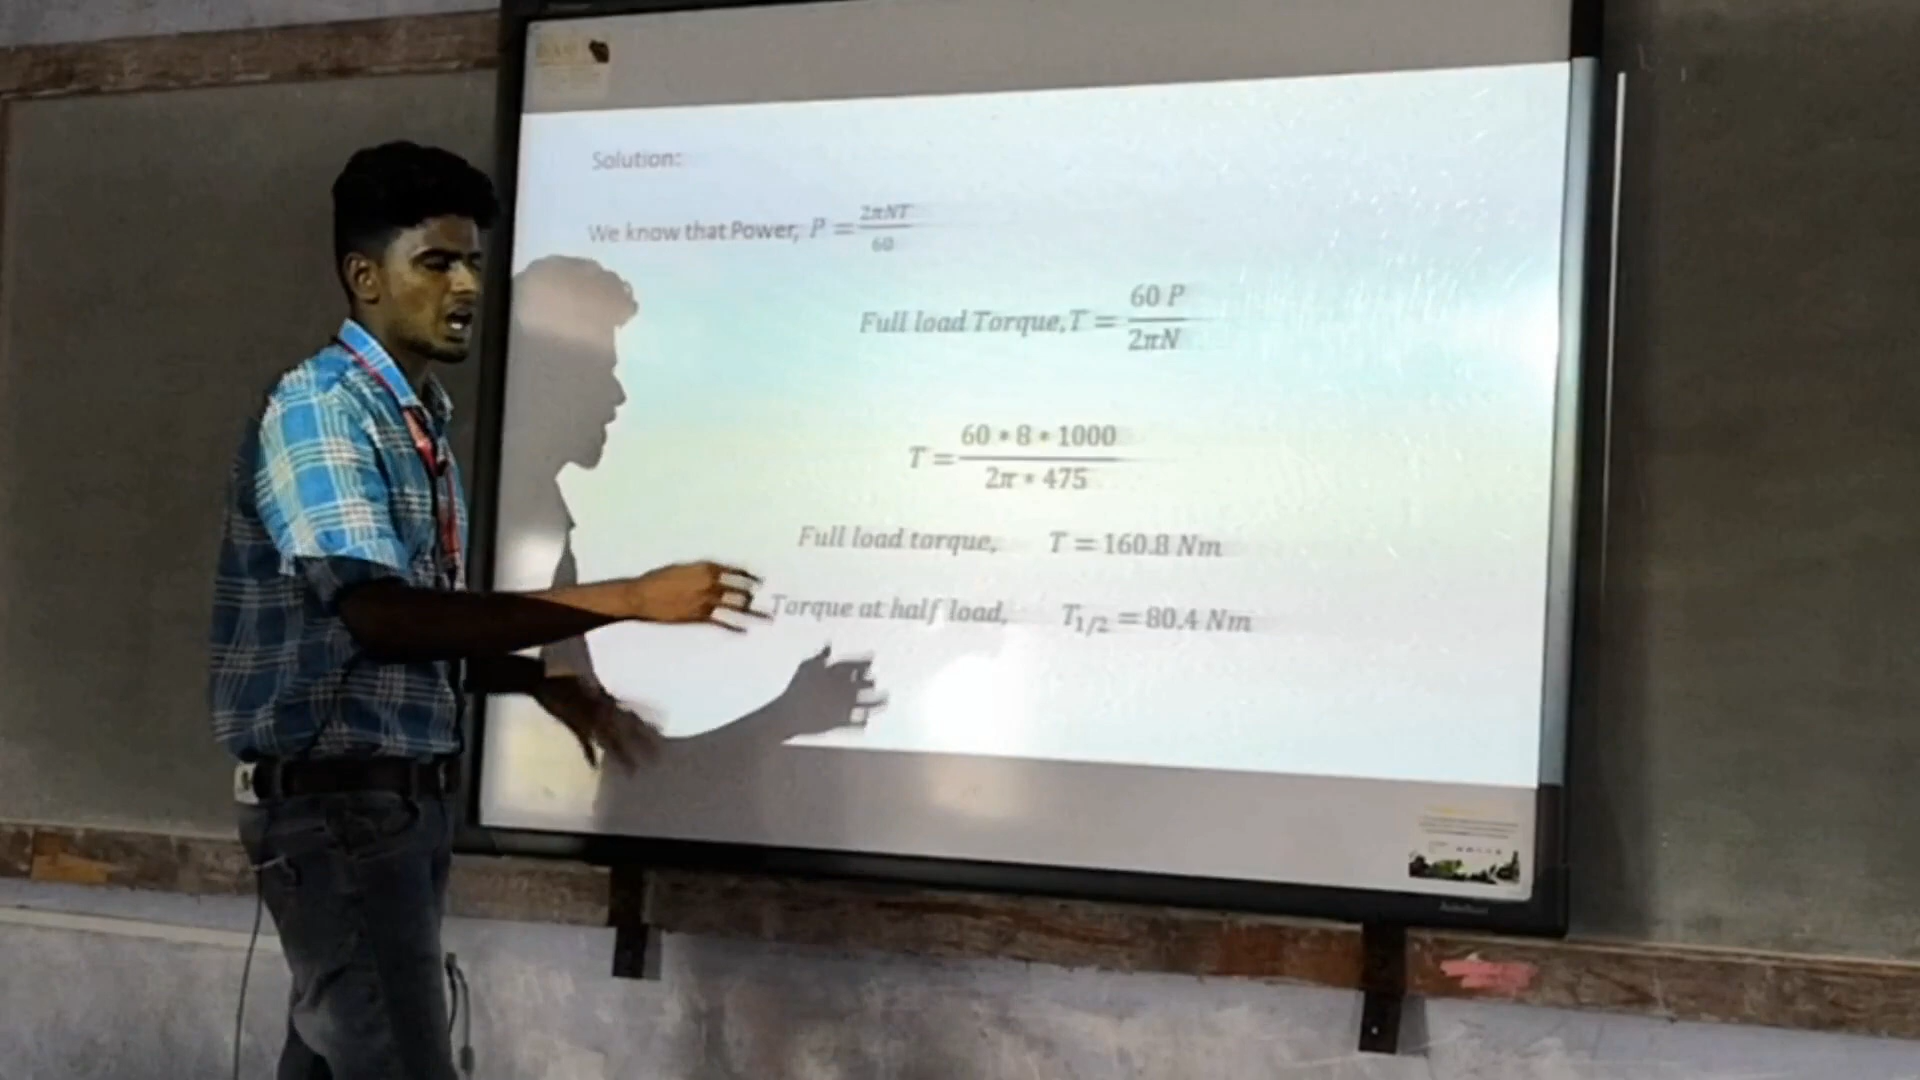 Solution:
We know that Power, P = 2πNT / 60
Full load Torque, T = 60 P / 2πN
T = 60 * 8 * 1000 / 2π * 475
Full load torque, T = 160.8 Nm
Torque at half load, T1/2 = 80.4 Nm